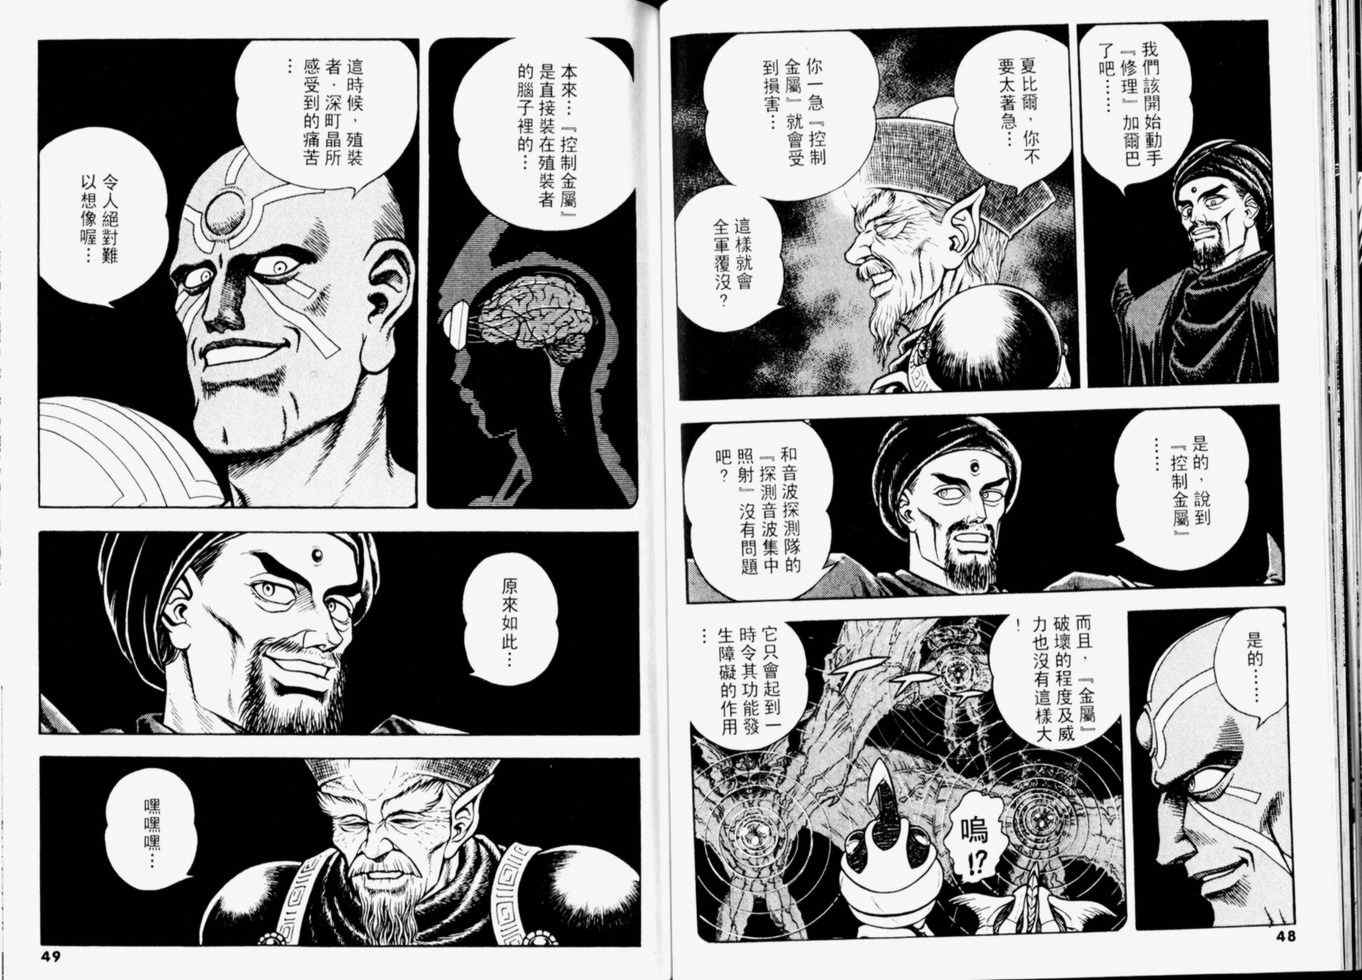 我們該開始動手
『修理』加爾巴
了吧……
夏比爾，你不
要太著急…
你一急『控制
金屬』就會受
到損害…
這樣就會
全軍覆沒？
是的，說到
『控制金屬』
……
和音波探測隊的
『探測音波集中
照射』沒有問題
吧？
是的……
而且，『金屬』
破壞的程度及威
力也沒有這樣大
！
它只會起到一
時令其功能發
生障礙的作用
…
嗚!?
48
本來…『控制金屬』
是直接裝在殖裝者
的腦子裡的…
這時候，殖裝
者．深町晶所
感受到的痛苦
…
令人絕對難
以想像喔…
原來如此…
嘿嘿嘿…
49